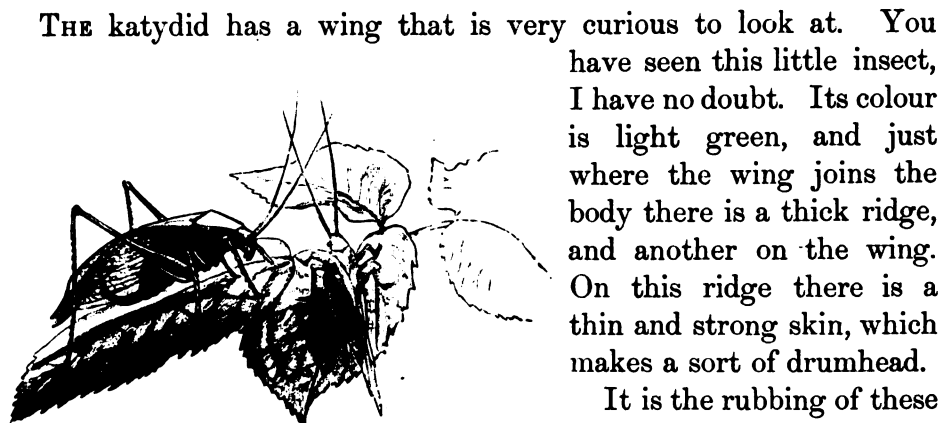 THE katydid has a wing that is very curious to look at. You
have seen this little insect,
I have no doubt. Its colour
is light green, and just
where the wing joins the
body there is a thick ridge,
and another on the wing.
On this ridge there is a
thin and strong skin, which
makes a sort of drumhead.
It is the rubbing of these